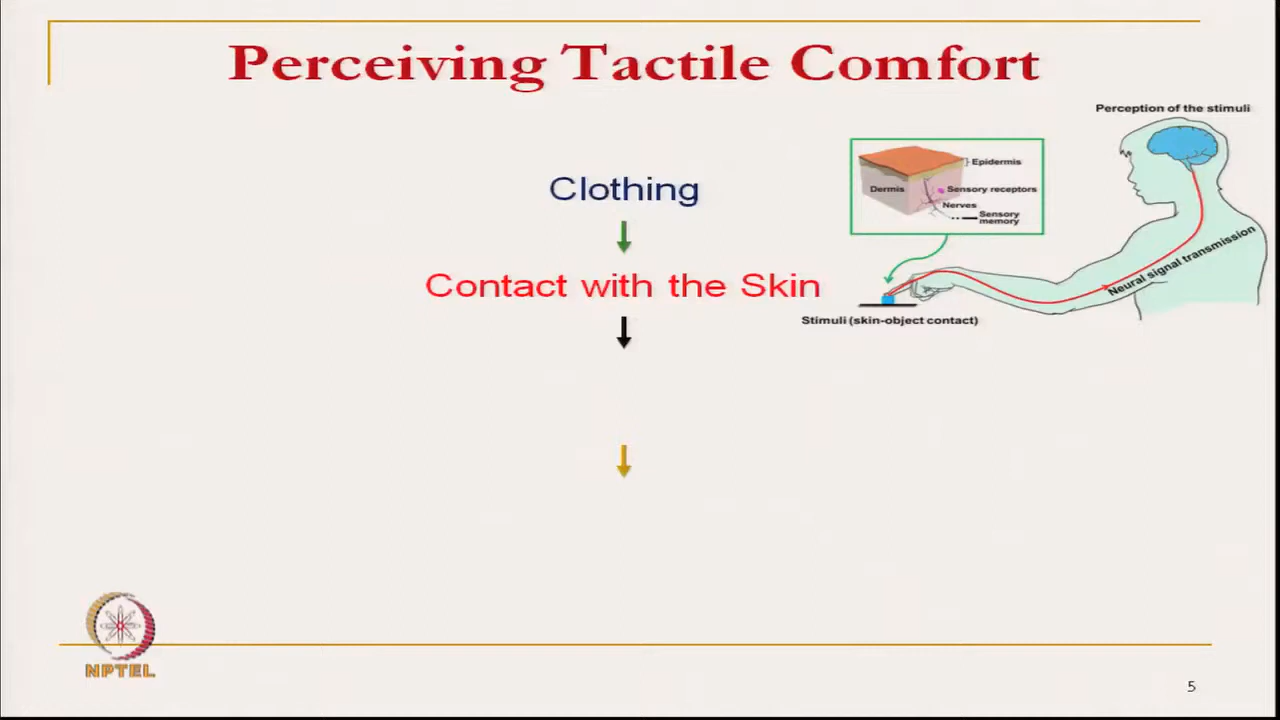 Perceiving Tactile Comfort
Perception of the stimuli
Epidermis
Clothing
Dermis
Sensory receptors
Nerves
Sensory
memory
Neural signal transmission
Contact with the Skin
Stimuli (skin-object contact)
NPTEL
5